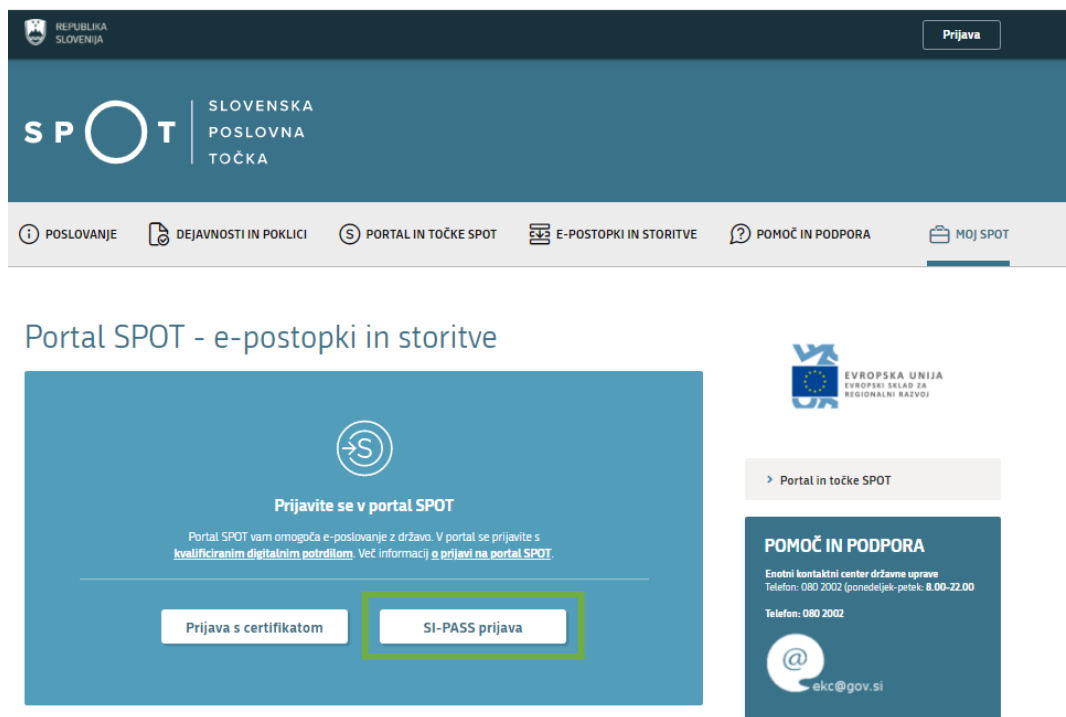 REPUBLIKA
SLOVENIJA
Prijava
SPOT
SLOVENSKA
POSLOVNA
TOČKA
POSLOVANJE
DEJAVNOSTI IN POKLICI
PORTAL IN TOČKE SPOT
E-POSTOPKI IN STORITVE
POMOČ IN PODPORA
MOJ SPOT
Portal SPOT - e-postopki in storitve
Prijavite se v portal SPOT
Portal SPOT vam omogoča e-poslovanje z državo. V portal se prijavite s
kvalificiranim digitalnim potrdilom. Več informacij o prijavi na portal SPOT.
Prijava s certifikatom
SI-PASS prijava
EVROPSKA UNIJA
EVROPSKI SKLAD ZA
REGIONALNI RAZVOJ
Portal in točke SPOT
POMOČ IN PODPORA
Enotni kontaktni center državne uprave
Telefon: 080 2002 (ponedeljek-petek: 8.00-22.00
Telefon: 080 2002
@
ekc@gov.si